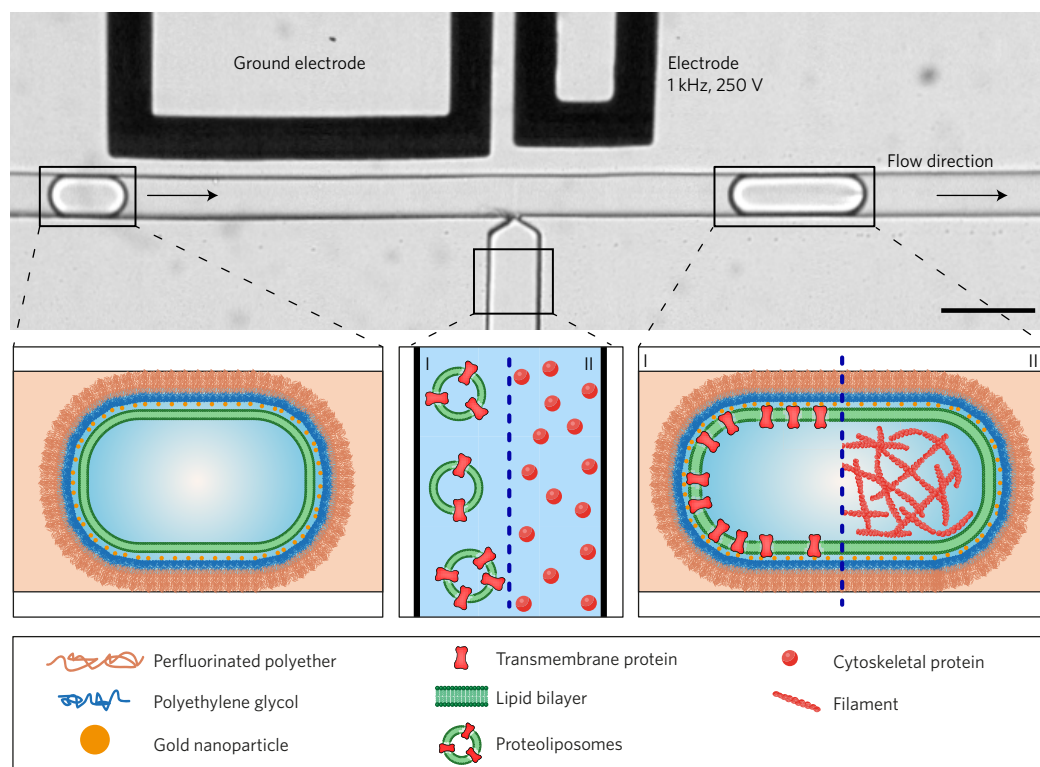 Ground electrode
Electrode
1 kHz, 250 V
Flow direction
I
II
I
II
Perfluorinated polyether
Transmembrane protein
Cytoskeletal protein
Polyethylene glycol
Lipid bilayer
Filament
Gold nanoparticle
Proteoliposomes